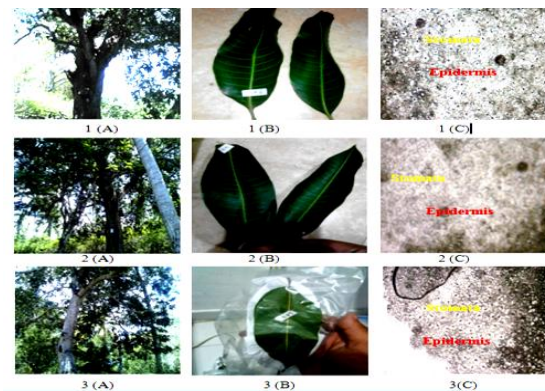 Stomata
Epidermis
1 (A) 1 (B) 1 (C)
Stomata
Epidermis
2 (A) 2 (B) 2 (C)
Stomata
Epidermis
3 (A) 3 (B) 3(C)